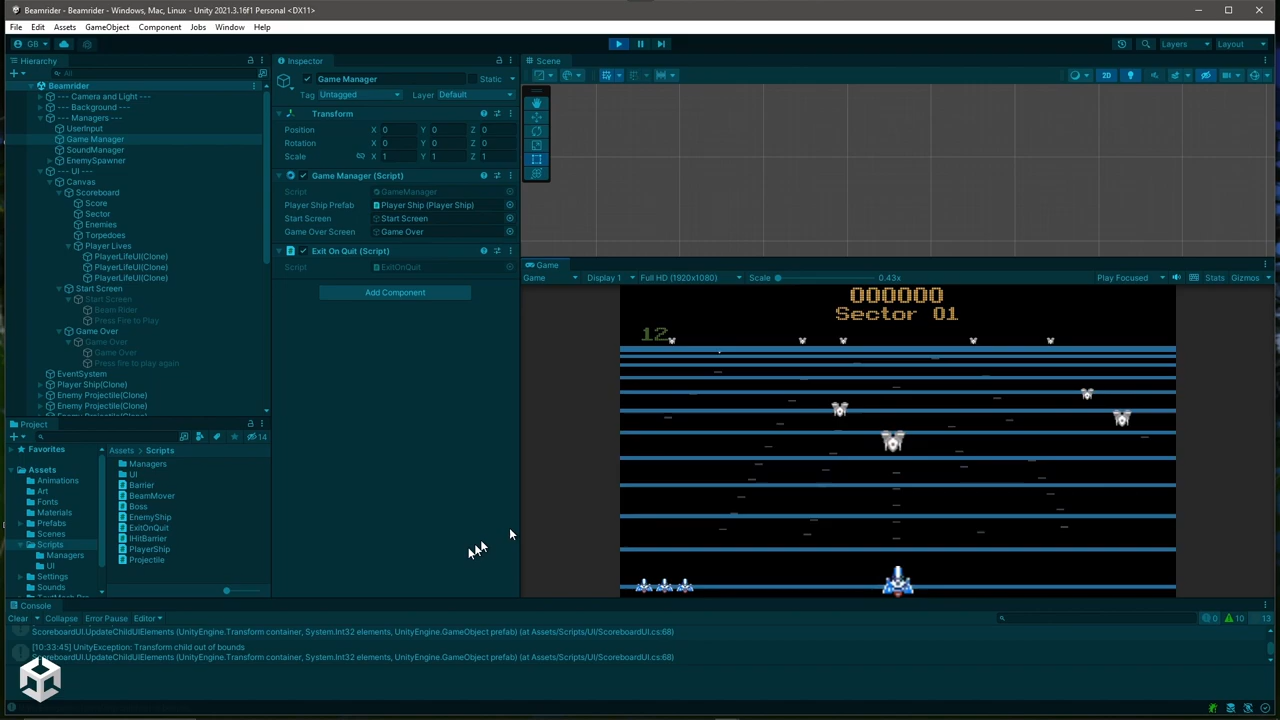 Beamrider - Beamrider - Windows, Mac, Linux - Unity 2021.3.16f1 Personal <DX11>
File Edit Assets GameObject Component Jobs Window Help
GB Layers Layout
Hierarchy
All
Beamrider
--- Camera and Light ---
--- Background ---
--- Managers ---
UserInput
Game Manager
SoundManager
EnemySpawner
--- UI ---
Canvas
Scoreboard
Score
Sector
Enemies
Torpedoes
Player Lives
PlayerLifeUI(Clone)
PlayerLifeUI(Clone)
PlayerLifeUI(Clone)
Start Screen
Start Screen
Beam Rider
Press Fire to Play
Game Over
Game Over
Game Over
Press fire to play again
EventSystem
Player Ship(Clone)
Enemy Projectile(Clone)
Enemy Projectile(Clone)
Inspector
Game Manager Static
Tag Untagged Layer Default
Transform
Position X 0 Y 0 Z 0
Rotation X 0 Y 0 Z 0
Scale X 1 Y 1 Z 1
Game Manager (Script)
Script GameManager
Player Ship Prefab Player Ship (Player Ship)
Start Screen Start Screen
Game Over Screen Game Over
Exit On Quit (Script)
Script ExitOnQuit
Add Component
Scene
2D
Game
Game Display 1 Full HD (1920x1080) Scale 0.43x Play Focused Stats Gizmos
000000
Sector 01
12
Project
14
Favorites
Assets
Animations
Art
Fonts
Materials
Prefabs
Scenes
Scripts
Managers
UI
Settings
Sounds
Assets Scripts
Managers
UI
Barrier
BeamMover
Boss
EnemyShip
ExitOnQuit
IHitBarrier
PlayerShip
Projectile
Console
Clear Collapse Error Pause Editor 0 10 13
ScoreboardUI.UpdateChildUIElements (UnityEngine.Transform container, System.Int32 elements, UnityEngine.GameObject prefab) (at Assets/Scripts/UI/ScoreboardUI.cs:68)
[10:33:45] UnityException: Transform child out of bounds
ScoreboardUI.UpdateChildUIElements (UnityEngine.Transform container, System.Int32 elements, UnityEngine.GameObject prefab) (at Assets/Scripts/UI/ScoreboardUI.cs:68)